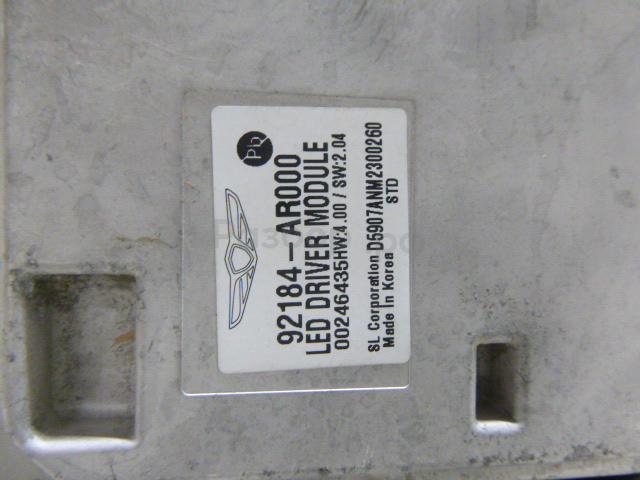 Pb
92184-AR000
LED DRIVER MODULE
00246435HW:4.00 / SW:2.04
SL Corporation D5907ANM2300260
Made In Korea STD